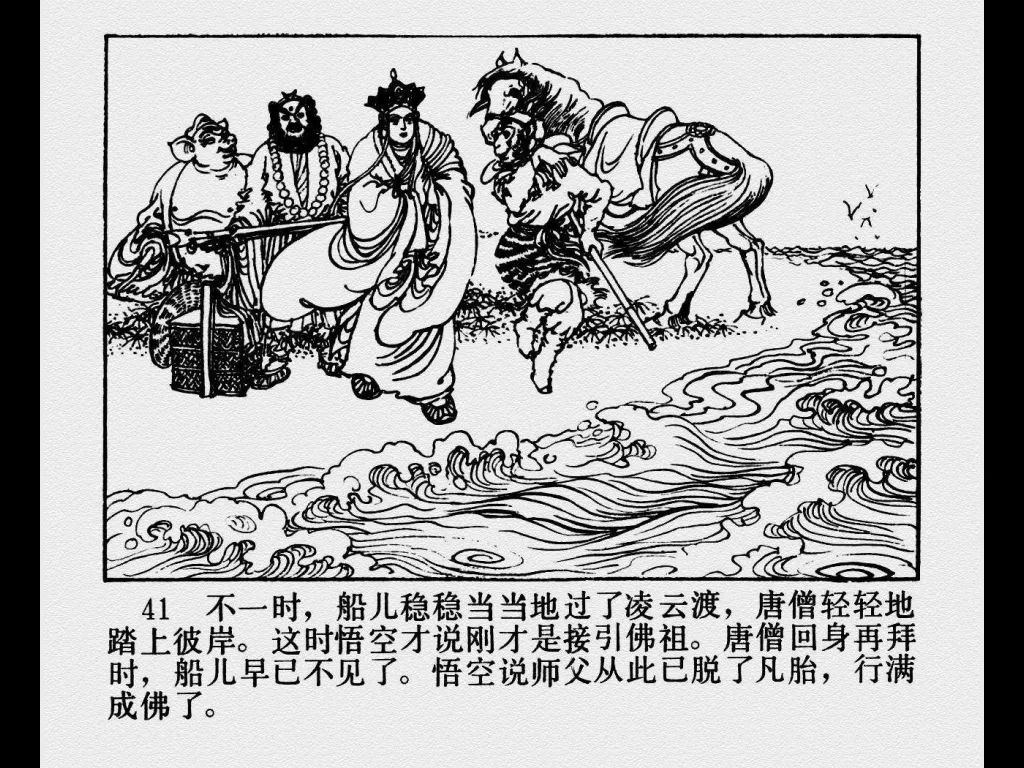 41 不一时，船儿稳稳当当地过了凌云渡，唐僧轻轻地
踏上彼岸。这时悟空才说刚才是接引佛祖。唐僧回身再拜
时，船儿早已不见了。悟空说师父从此已脱了凡胎，行满
成佛了。